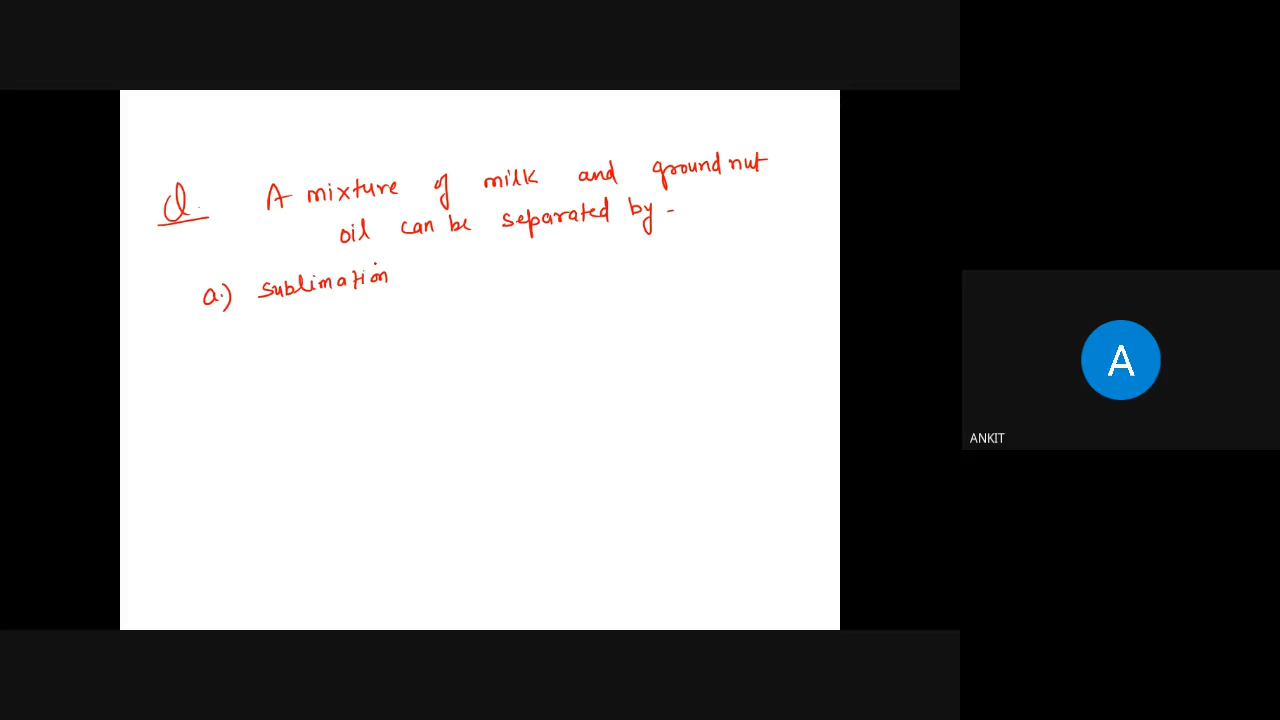 Q. A mixture of milk and groundnut
oil can be separated by -
a.) sublimation
A
ANKIT